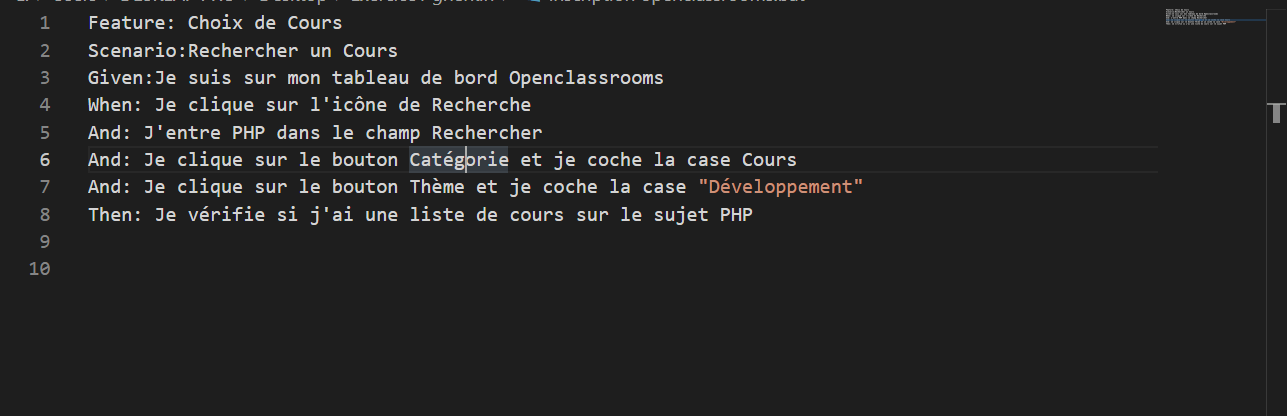 1 Feature: Choix de Cours
2 Scenario:Rechercher un Cours
3 Given:Je suis sur mon tableau de bord Openclassrooms
4 When: Je clique sur l'icône de Recherche
5 And: J'entre PHP dans le champ Rechercher
6 And: Je clique sur le bouton Catégorie et je coche la case Cours
7 And: Je clique sur le bouton Thème et je coche la case "Développement"
8 Then: Je vérifie si j'ai une liste de cours sur le sujet PHP
9
10